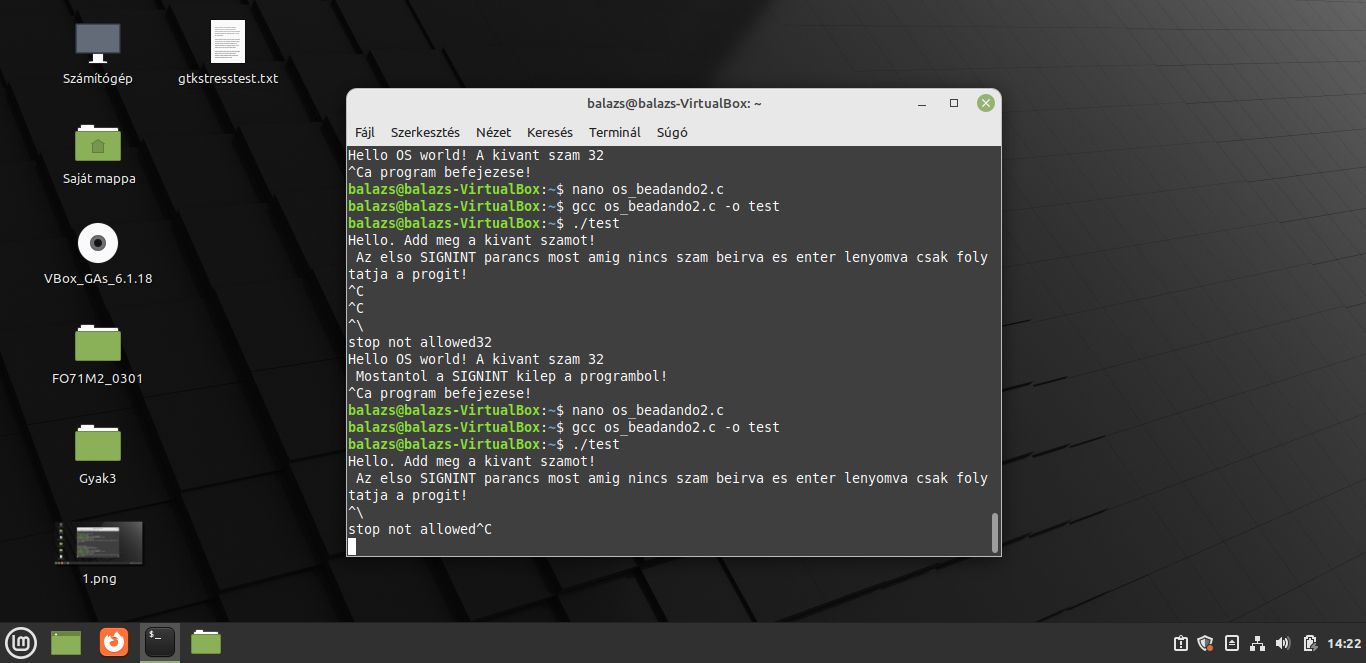 Számítógép
gtkstresstest.txt
Saját mappa
VBox_GAs_6.1.18
FO71M2_0301
Gyak3
1.png
balazs@balazs-VirtualBox: ~
Fájl Szerkesztés Nézet Keresés Terminál Súgó
Hello OS world! A kivant szam 32
^Ca program befejezese!
balazs@balazs-VirtualBox:~$ nano os_beadando2.c
balazs@balazs-VirtualBox:~$ gcc os_beadando2.c -o test
balazs@balazs-VirtualBox:~$ ./test
Hello. Add meg a kivant szamot!
Az elso SIGNINT parancs most amig nincs szam beirva es enter lenyomva csak foly
tatja a progit!
^C
^C
^\
stop not allowed32
Hello OS world! A kivant szam 32
Mostantol a SIGNINT kilep a programbol!
^Ca program befejezese!
balazs@balazs-VirtualBox:~$ nano os_beadando2.c
balazs@balazs-VirtualBox:~$ gcc os_beadando2.c -o test
balazs@balazs-VirtualBox:~$ ./test
Hello. Add meg a kivant szamot!
Az elso SIGNINT parancs most amig nincs szam beirva es enter lenyomva csak foly
tatja a progit!
^\
stop not allowed^C
14:22